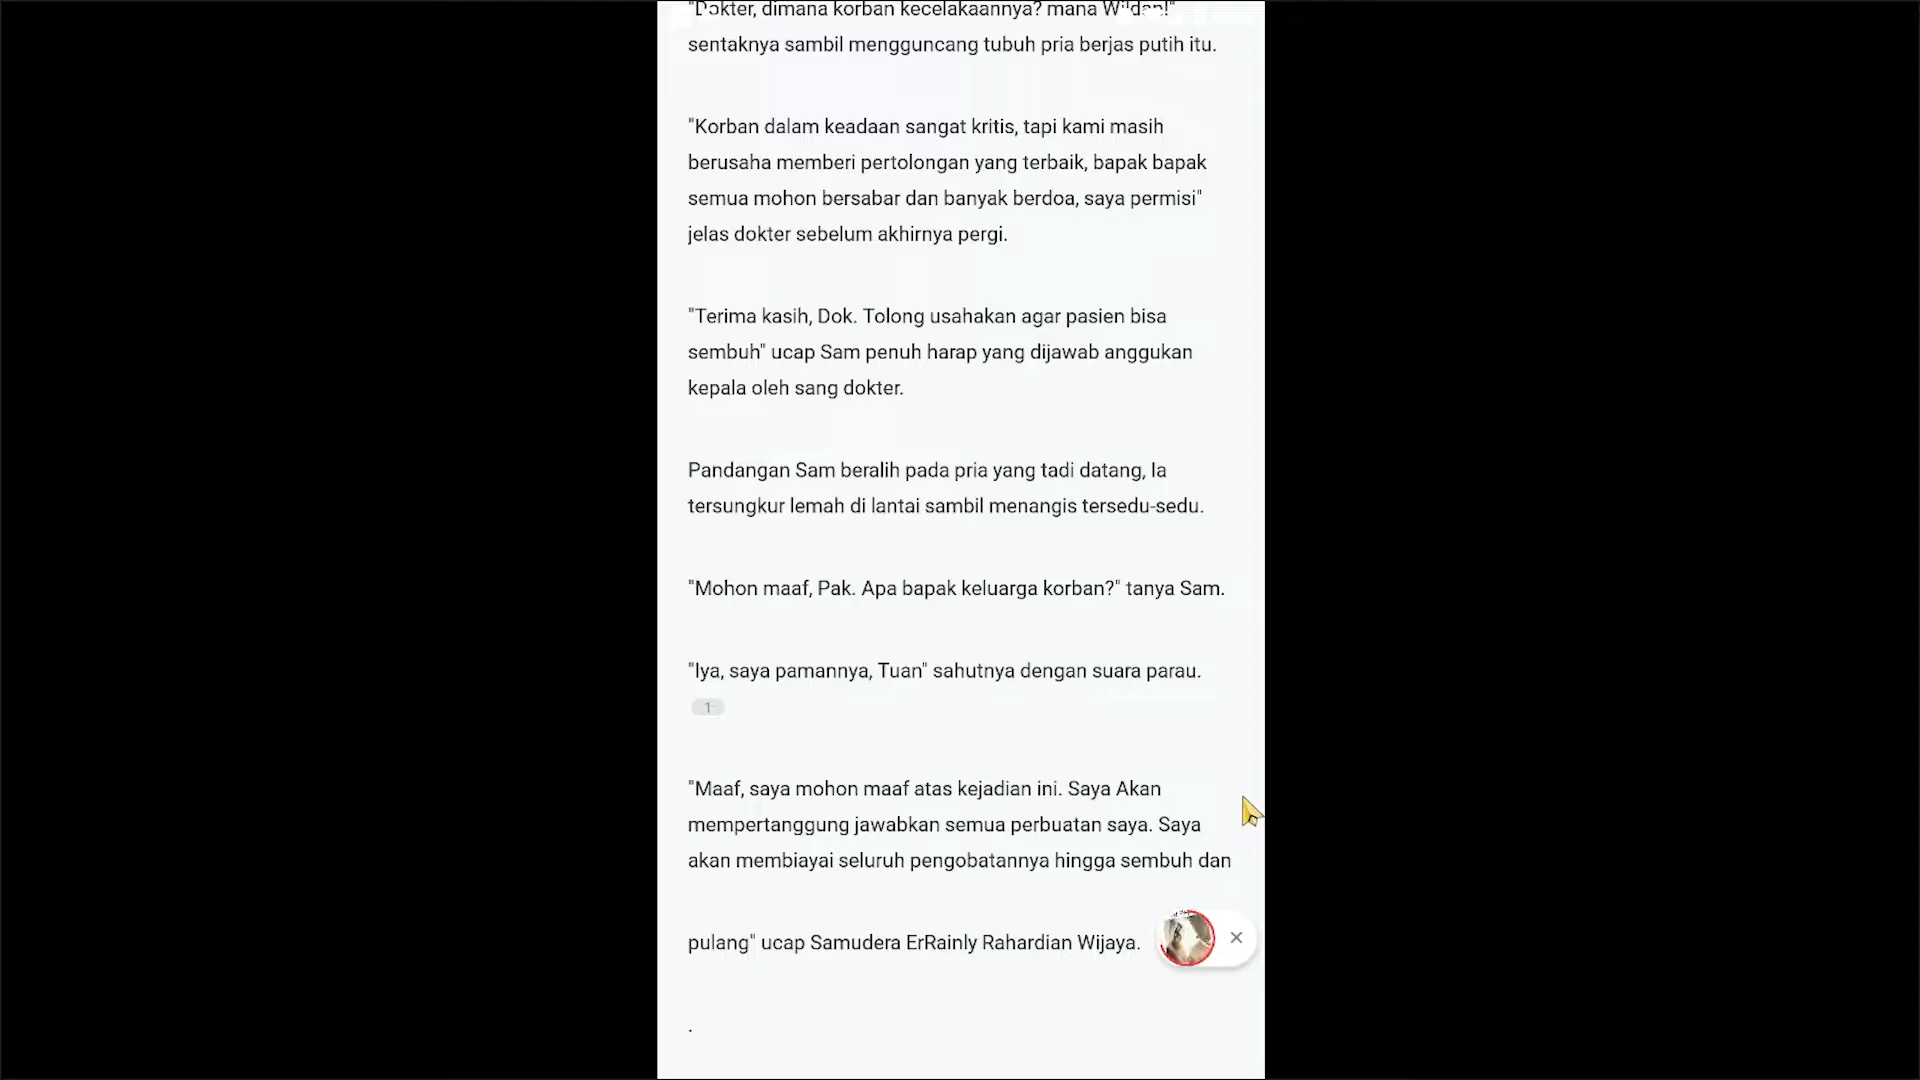 "Dokter, dimana korban kecelakaannya? mana Wildan!"
sentaknya sambil mengguncang tubuh pria berjas putih itu.
"Korban dalam keadaan sangat kritis, tapi kami masih
berusaha memberi pertolongan yang terbaik, bapak bapak
semua mohon bersabar dan banyak berdoa, saya permisi"
jelas dokter sebelum akhirnya pergi.
"Terima kasih, Dok. Tolong usahakan agar pasien bisa
sembuh" ucap Sam penuh harap yang dijawab anggukan
kepala oleh sang dokter.
Pandangan Sam beralih pada pria yang tadi datang, Ia
tersungkur lemah di lantai sambil menangis tersedu-sedu.
"Mohon maaf, Pak. Apa bapak keluarga korban?" tanya Sam.
"Iya, saya pamannya, Tuan" sahutnya dengan suara parau.
1
"Maaf, saya mohon maaf atas kejadian ini. Saya Akan
mempertanggung jawabkan semua perbuatan saya. Saya
akan membiayai seluruh pengobatannya hingga sembuh dan
pulang" ucap Samudera ErRainly Rahardian Wijaya.
.